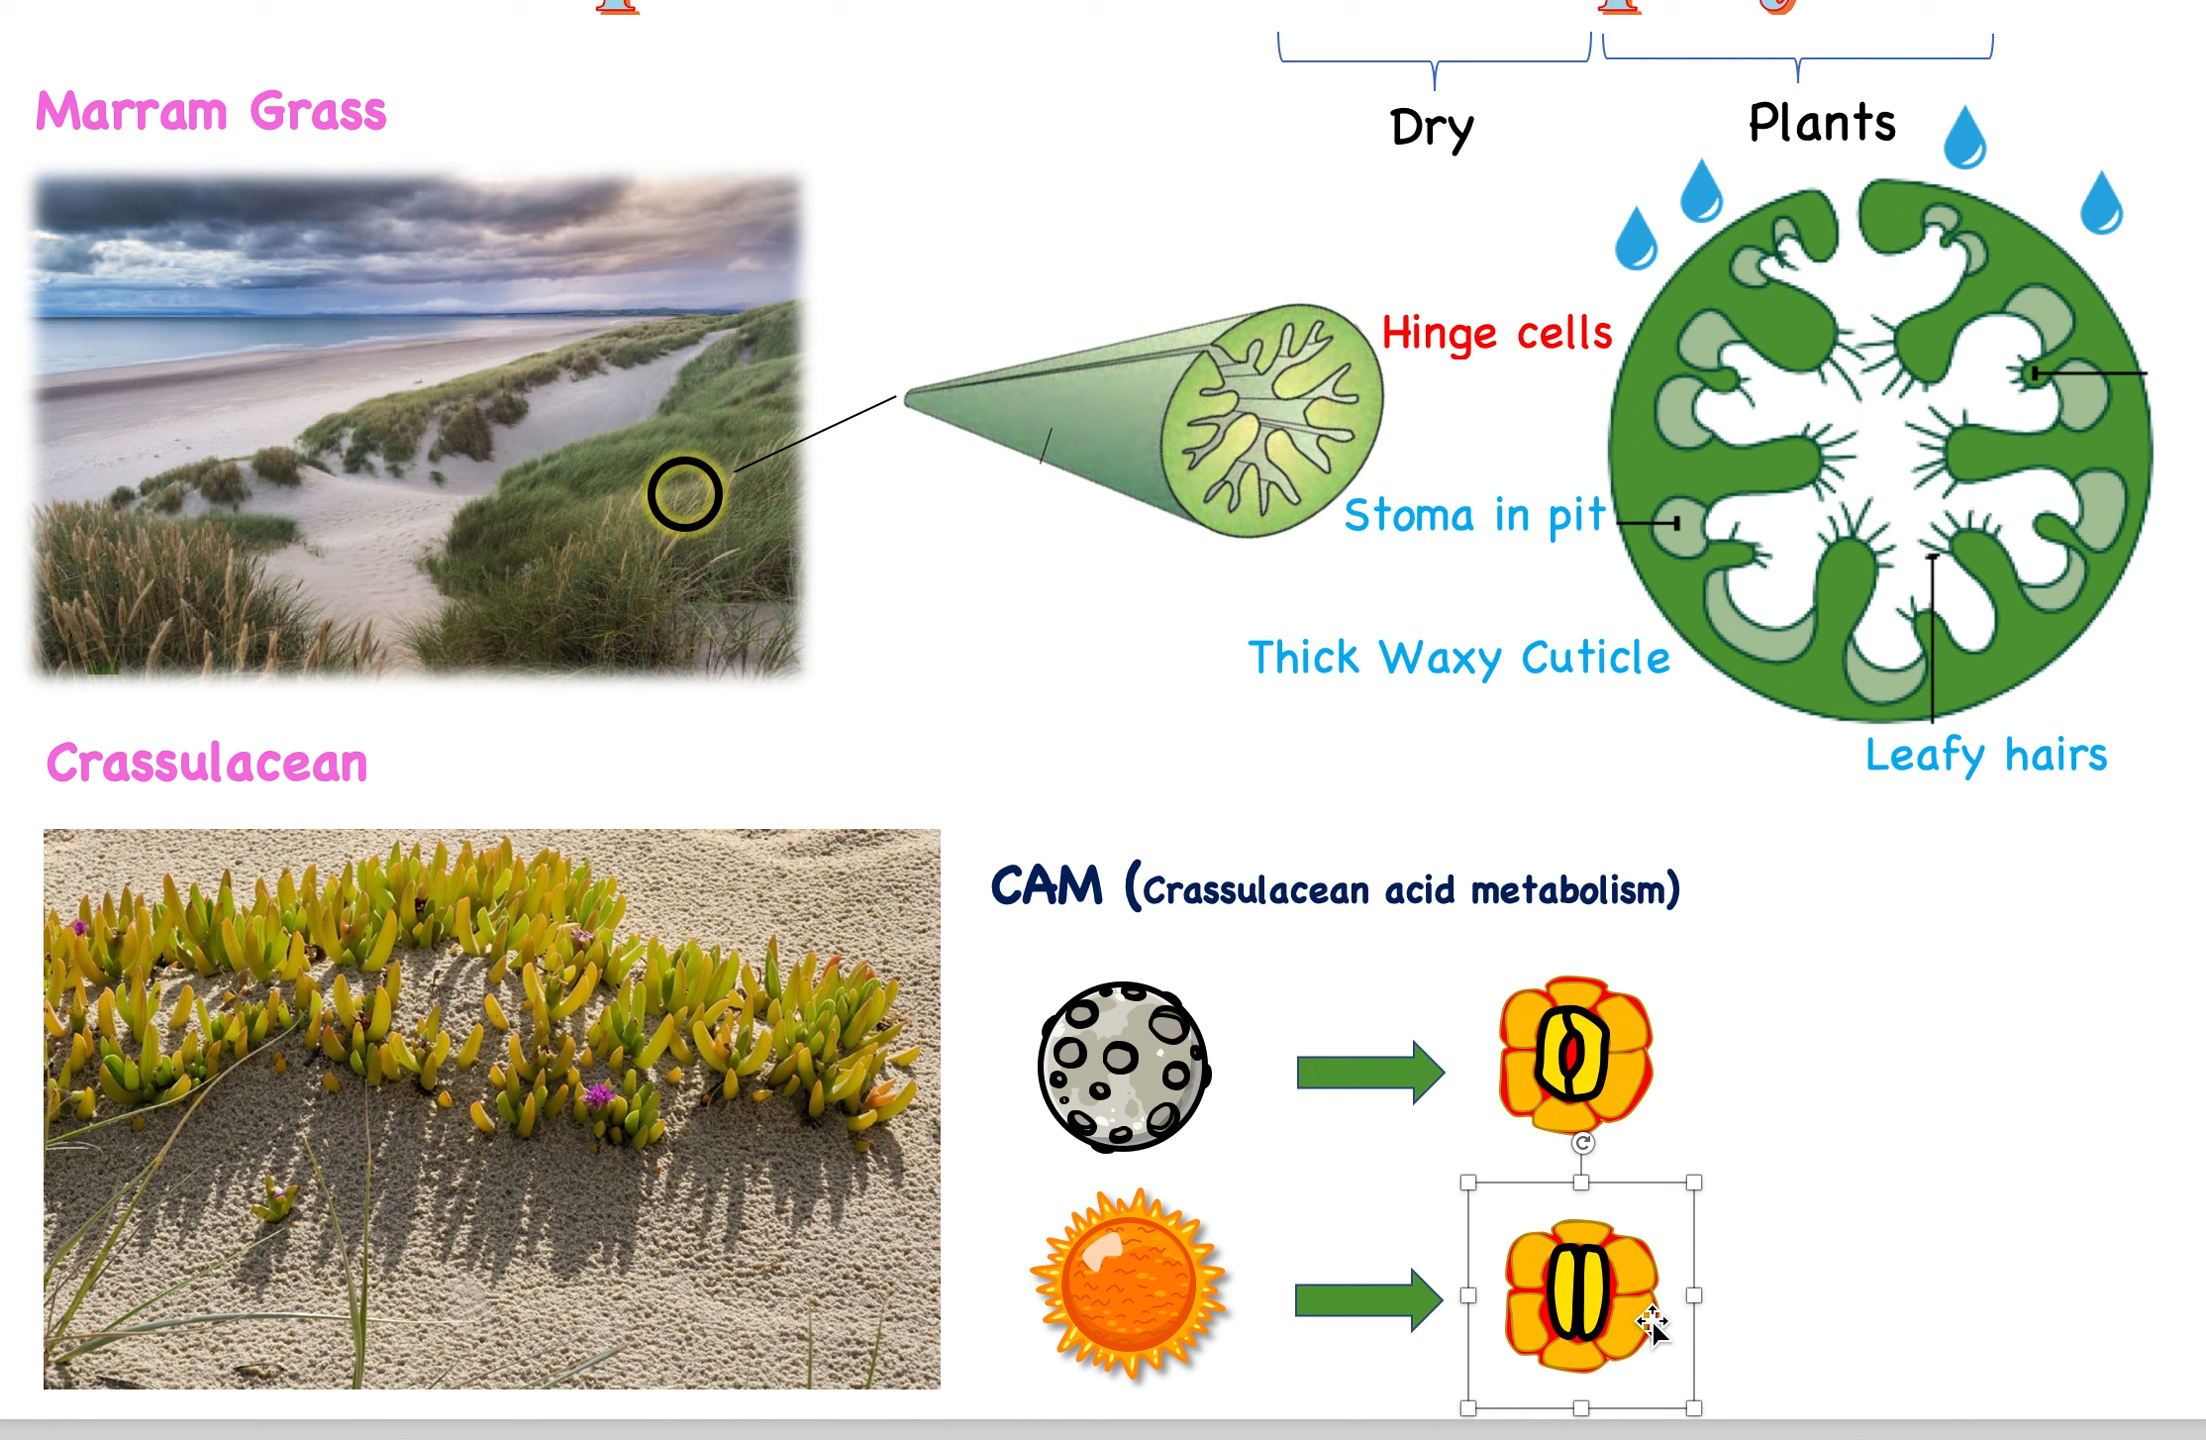 Dry
Plants
Marram Grass
Hinge cells
Stoma in pit
Thick Waxy Cuticle
Leafy hairs
Crassulacean
CAM (Crassulacean acid metabolism)